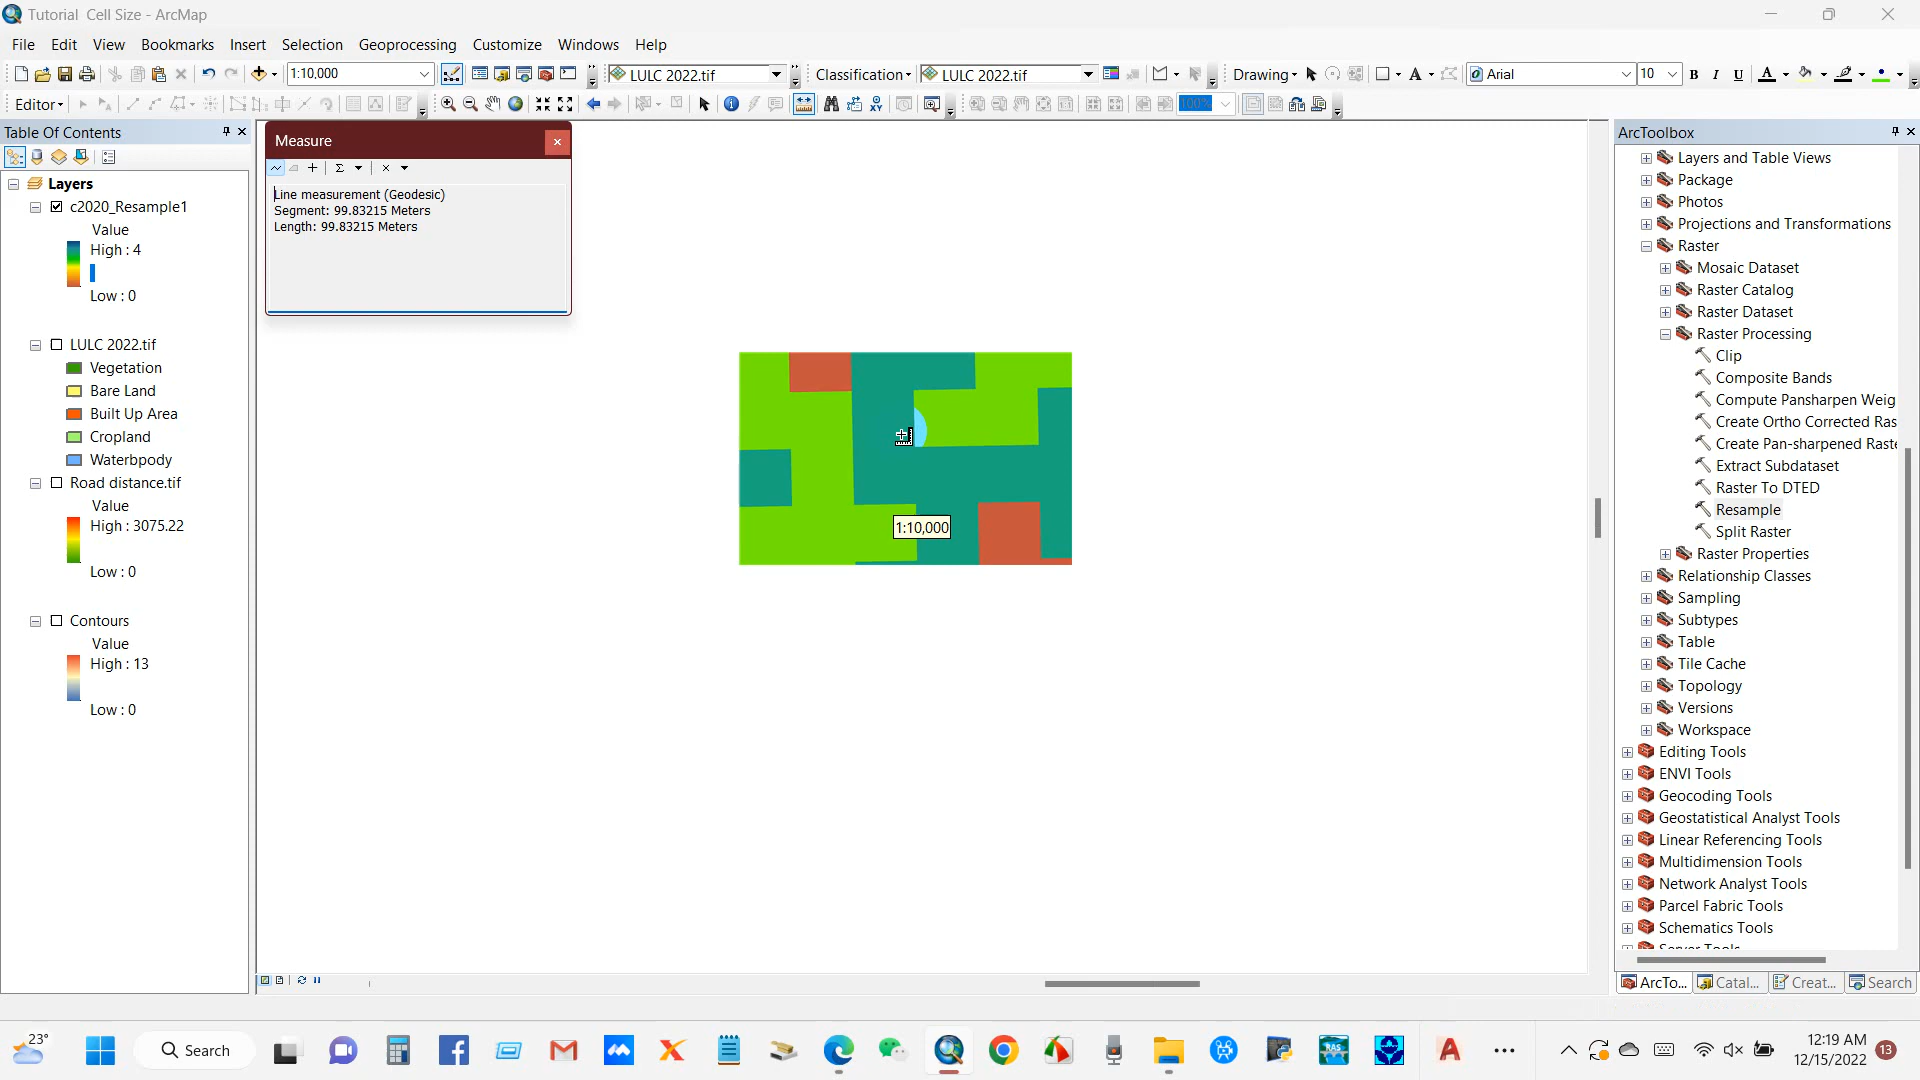 Tutorial  Cell Size - ArcMap
File Edit View Bookmarks Insert Selection Geoprocessing Customize Windows Help
1:10,000 LULC 2022.tif Classification LULC 2022.tif Drawing A Arial 10 B I U A
Editor 100%
Table Of Contents
Layers
c2020_Resample1
Value
High : 4
Low : 0
LULC 2022.tif
Vegetation
Bare Land
Built Up Area
Cropland
Waterbpody
Road distance.tif
Value
High : 3075.22
Low : 0
Contours
Value
High : 13
Low : 0
Measure
Line measurement (Geodesic)
Segment: 99.83215 Meters
Length: 99.83215 Meters
1:10,000
ArcToolbox
Layers and Table Views
Package
Photos
Projections and Transformations
Raster
Mosaic Dataset
Raster Catalog
Raster Dataset
Raster Processing
Clip
Composite Bands
Compute Pansharpen Weig
Create Ortho Corrected Ras
Create Pan-sharpened Raste
Extract Subdataset
Raster To DTED
Resample
Split Raster
Raster Properties
Relationship Classes
Sampling
Subtypes
Table
Tile Cache
Topology
Versions
Workspace
Editing Tools
ENVI Tools
Geocoding Tools
Geostatistical Analyst Tools
Linear Referencing Tools
Multidimension Tools
Network Analyst Tools
Parcel Fabric Tools
Schematics Tools
Server Tools
ArcTo... Catal... Creat... Search
23°
Search
RAS
12:19 AM
12/15/2022
13